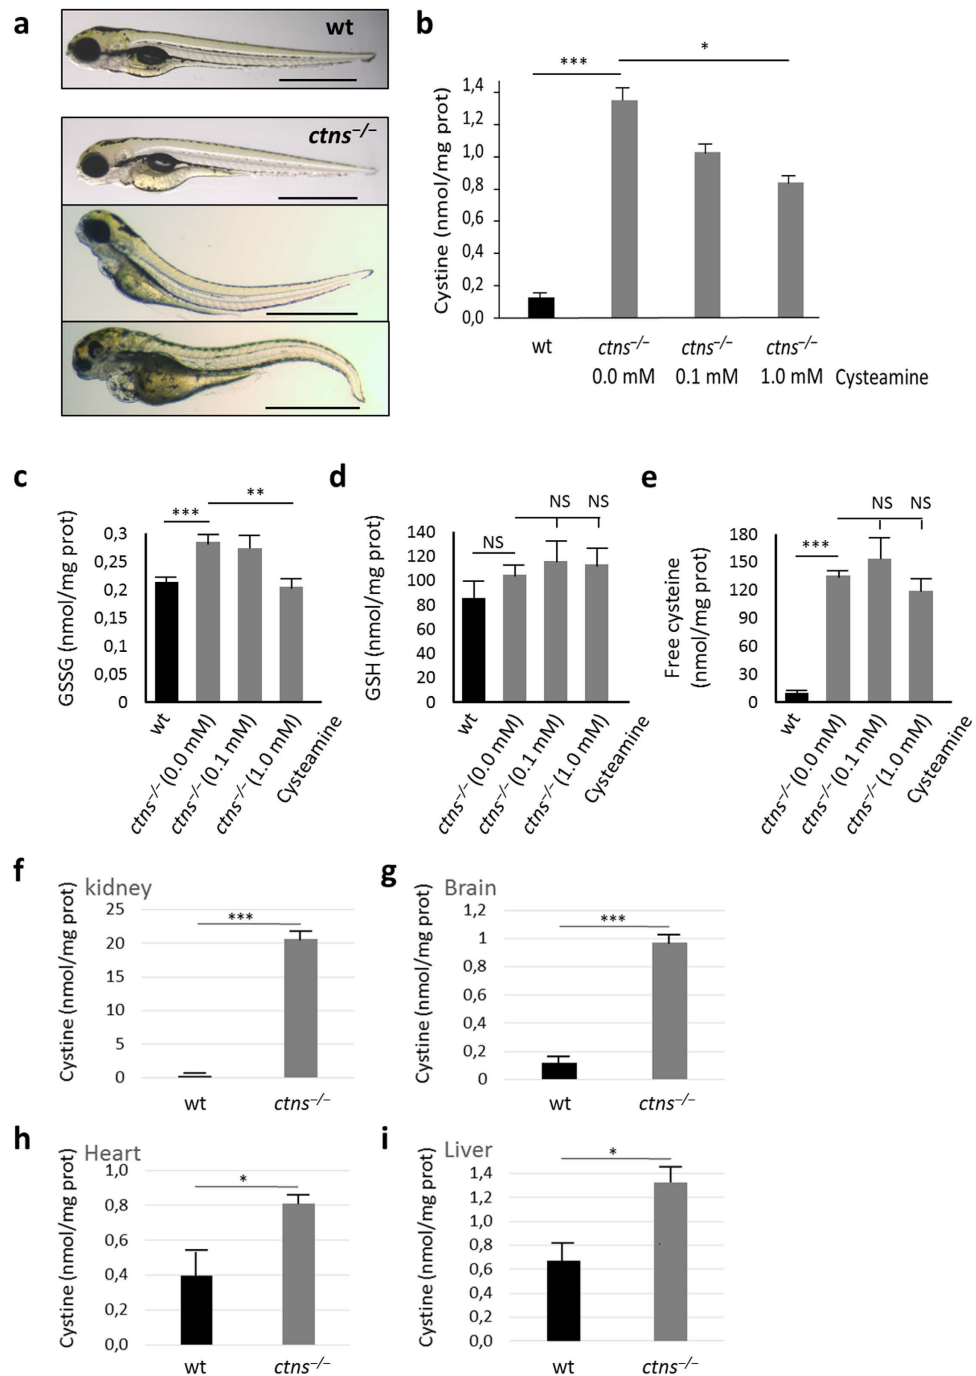 a
wt
ctns−/−
b
***
*
Cystine (nmol/mg prot)
1,4
1,2
1,0
0,8
0,6
0,4
0,2
0,0
wt
ctns−/−
0.0 mM
ctns−/−
0.1 mM
ctns−/−
1.0 mM
Cysteamine
c
***
**
GSSG (nmol/mg prot)
0,3
0,25
0,2
0,15
0,1
0,05
0
wt
ctns−/− (0.0 mM)
ctns−/− (0.1 mM)
ctns−/− (1.0 mM)
Cysteamine
d
NS
NS
NS
GSH (nmol/mg prot)
140
120
100
80
60
40
20
0
wt
ctns−/− (0.0 mM)
ctns−/− (0.1 mM)
ctns−/− (1.0 mM)
Cysteamine
e
NS
NS
***
Free cysteine
(nmol/mg prot)
180
150
120
90
60
30
0
wt
ctns−/− (0.0 mM)
ctns−/− (0.1 mM)
ctns−/− (1.0 mM)
Cysteamine
f
kidney
***
Cystine (nmol/mg prot)
25
20
15
10
5
0
wt
ctns−/−
g
Brain
***
Cystine (nmol/mg prot)
1,2
1
0,8
0,6
0,4
0,2
0
wt
ctns−/−
h
Heart
*
Cystine (nmol/mg prot)
1,0
0,8
0,6
0,4
0,2
0,0
wt
ctns−/−
i
Liver
*
Cystine (nmol/mg prot)
1,4
1,2
1,0
0,8
0,6
0,4
0,2
0,0
wt
ctns−/−